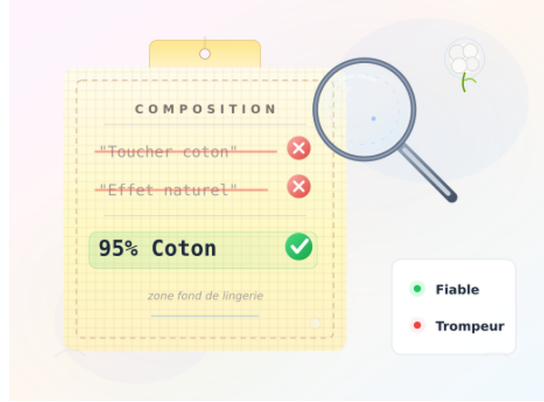 COMPOSITION
"Toucher coton"
"Effet naturel"
95% Coton
zone fond de lingerie
Fiable
Trompeur